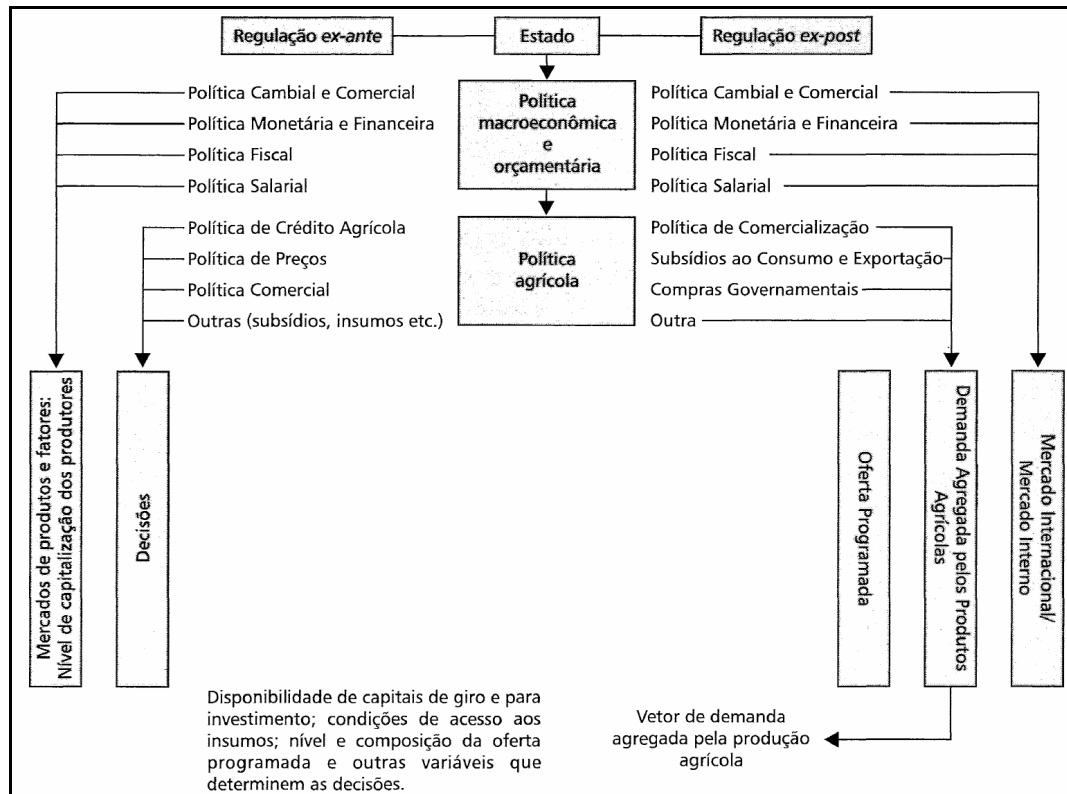 Regulação ex-ante
Estado
Regulação ex-post
Política Cambial e Comercial
Política Monetária e Financeira
Política Fiscal
Política Salarial
Política
macroeconômica
e
orçamentária
Política Cambial e Comercial
Política Monetária e Financeira
Política Fiscal
Política Salarial
Política de Crédito Agrícola
Política de Preços
Política Comercial
Outras (subsídios, insumos etc.)
Política
agrícola
Política de Comercialização
Subsídios ao Consumo e Exportação
Compras Governamentais
Outra
Mercados de produtos e fatores:
Nível de capitalização dos produtores
Decisões
Oferta Programada
Demanda Agregada pelos Produtos
Agrícolas
Mercado Internacional/
Mercado Interno
Disponibilidade de capitais de giro e para
investimento; condições de acesso aos
insumos; nível e composição da oferta
programada e outras variáveis que
determinem as decisões.
Vetor de demanda
agregada pela produção
agrícola